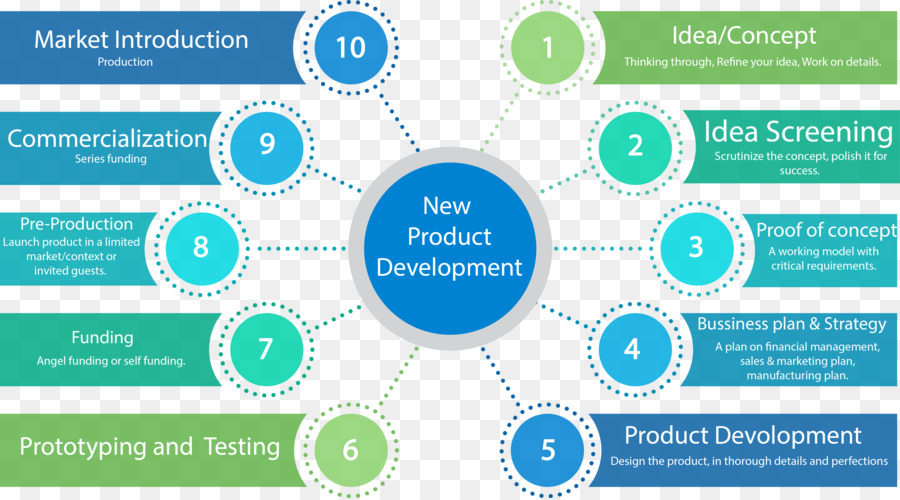 New
Product
Development
1
Idea/Concept
Thinking through, Refine your idea, Work on details.
2
Idea Screening
Scrutinize the concept, polish it for
success.
3
Proof of concept
A working model with
critical requirements.
4
Bussiness plan & Strategy
A plan on financial management,
sales & marketing plan,
manufacturing plan.
5
Product Devolopment
Design the product, in thorough details and perfections
6
Prototyping and Testing
7
Funding
Angel funding or self funding.
8
Pre-Production
Launch product in a limited
market/context or
invited guests.
9
Commercialization
Series funding
10
Market Introduction
Production